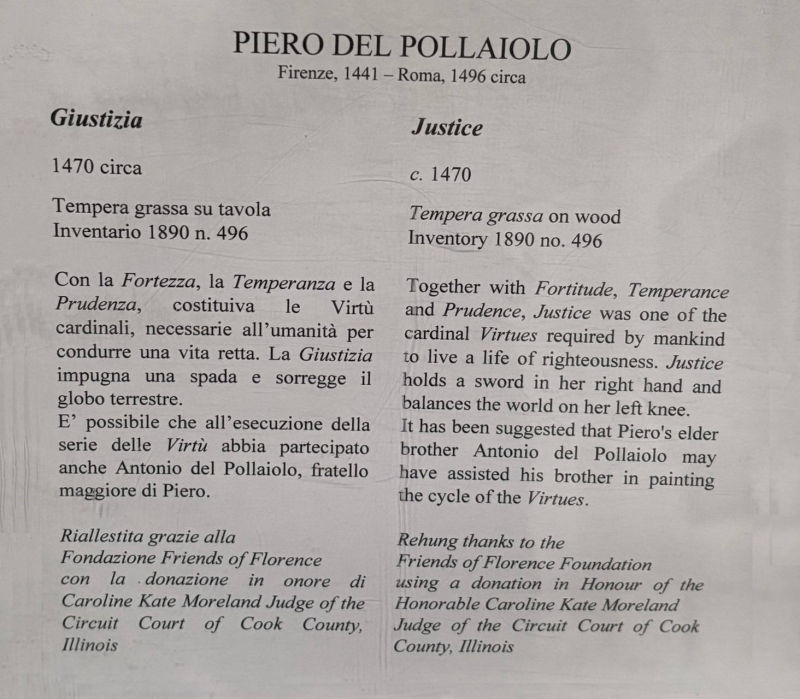 PIERO DEL POLLAIOLO
Firenze, 1441 – Roma, 1496 circa
Giustizia
1470 circa
Tempera grassa su tavola
Inventario 1890 n. 496
Con la Fortezza, la Temperanza e la
Prudenza, costituiva le Virtù
cardinali, necessarie all’umanità per
condurre una vita retta. La Giustizia
impugna una spada e sorregge il
globo terrestre.
E’ possibile che all’esecuzione della
serie delle Virtù abbia partecipato
anche Antonio del Pollaiolo, fratello
maggiore di Piero.
Riallestita grazie alla
Fondazione Friends of Florence
con la donazione in onore di
Caroline Kate Moreland Judge of the
Circuit Court of Cook County,
Illinois
Justice
c. 1470
Tempera grassa on wood
Inventory 1890 no. 496
Together with Fortitude, Temperance
and Prudence, Justice was one of the
cardinal Virtues required by mankind
to live a life of righteousness. Justice
holds a sword in her right hand and
balances the world on her left knee.
It has been suggested that Piero's elder
brother Antonio del Pollaiolo may
have assisted his brother in painting
the cycle of the Virtues.
Rehung thanks to the
Friends of Florence Foundation
using a donation in Honour of the
Honorable Caroline Kate Moreland
Judge of the Circuit Court of Cook
County, Illinois